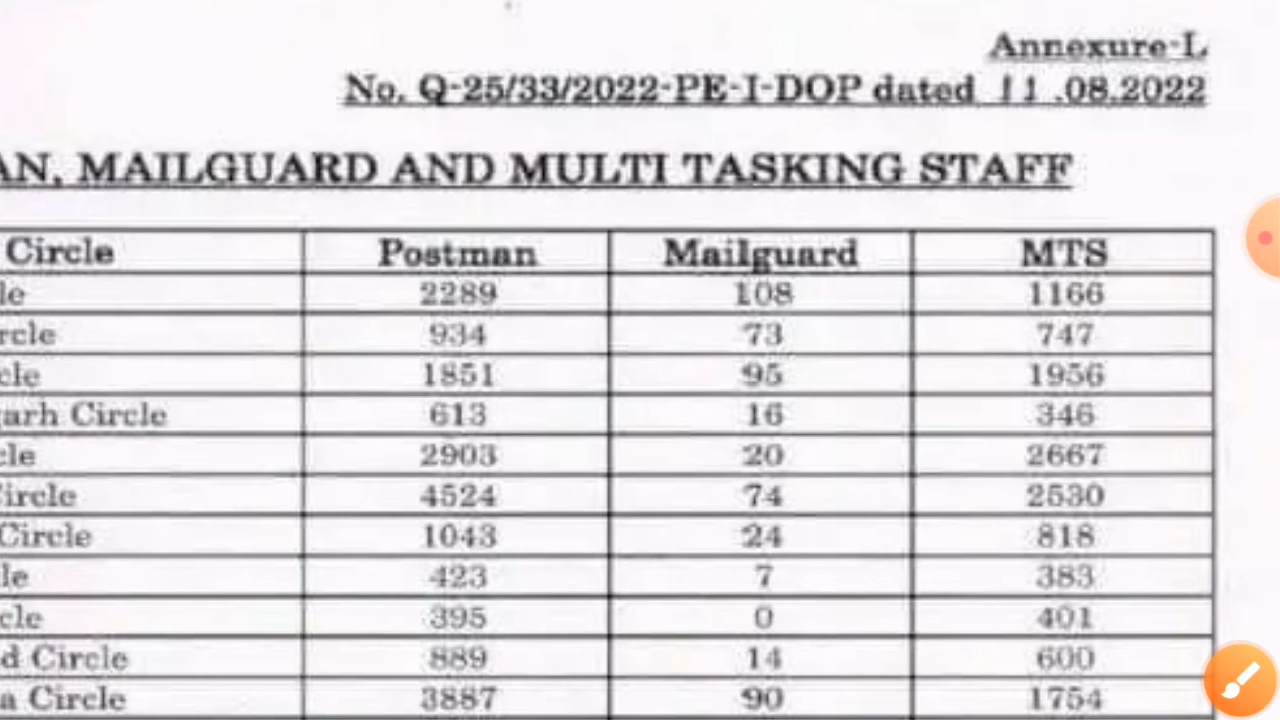 Annexure-L
No. Q-25/33/2022-PE-I-DOP dated 11.08.2022
AN, MAILGUARD AND MULTI TASKING STAFF
Circle Postman Mailguard MTS
le 2289 108 1166
rcle 934 73 747
cle 1851 95 1956
garh Circle 613 16 346
cle 2903 20 2667
Circle 4524 74 2530
Circle 1043 24 818
le 423 7 383
cle 395 0 401
d Circle 889 14 600
a Circle 3887 90 1754